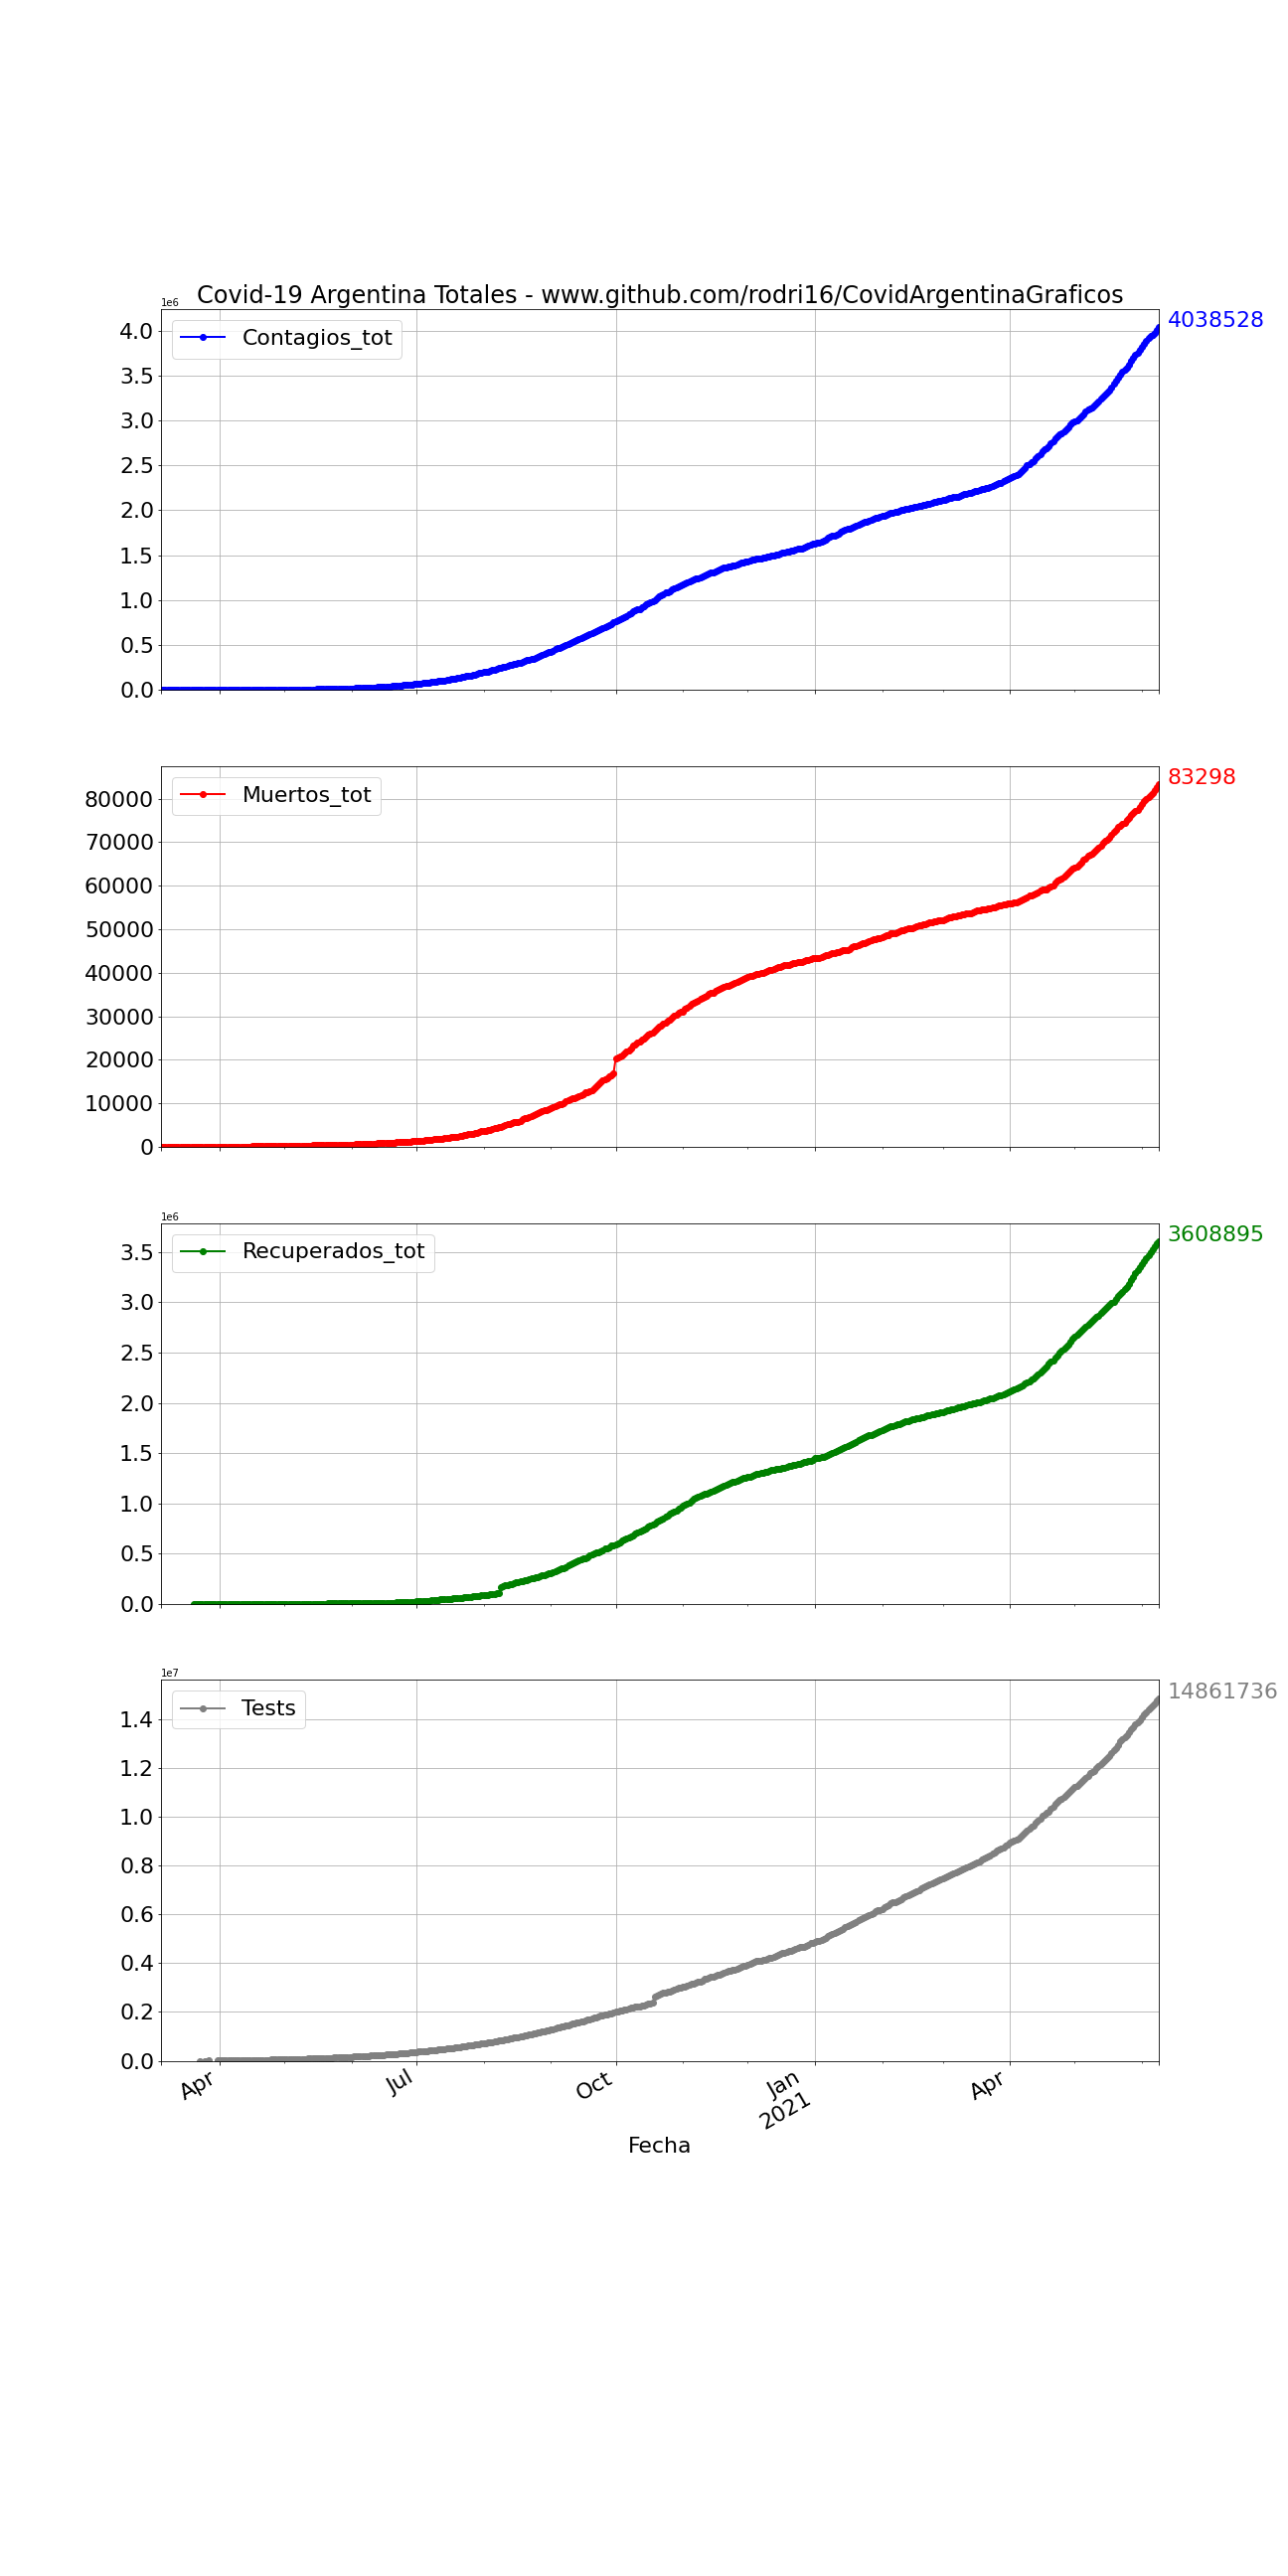 Covid-19 Argentina Totales - www.github.com/rodri16/CovidArgentinaGraficos
1e6
4038528
Contagios_tot
4.0
3.5
3.0
2.5
2.0
1.5
1.0
0.5
0.0
83298
Muertos_tot
80000
70000
60000
50000
40000
30000
20000
10000
0
1e6
3608895
Recuperados_tot
3.5
3.0
2.5
2.0
1.5
1.0
0.5
0.0
1e7
14861736
Tests
1.4
1.2
1.0
0.8
0.6
0.4
0.2
0.0
Apr
Jul
Oct
Jan
2021
Apr
Fecha